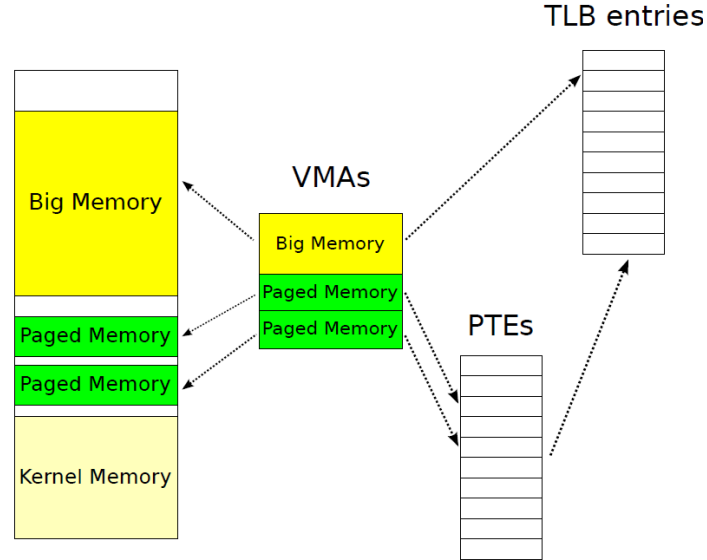 TLB entries
VMAs
Big Memory
Big Memory
Paged Memory
Paged Memory
Paged Memory
Paged Memory
PTEs
Kernel Memory